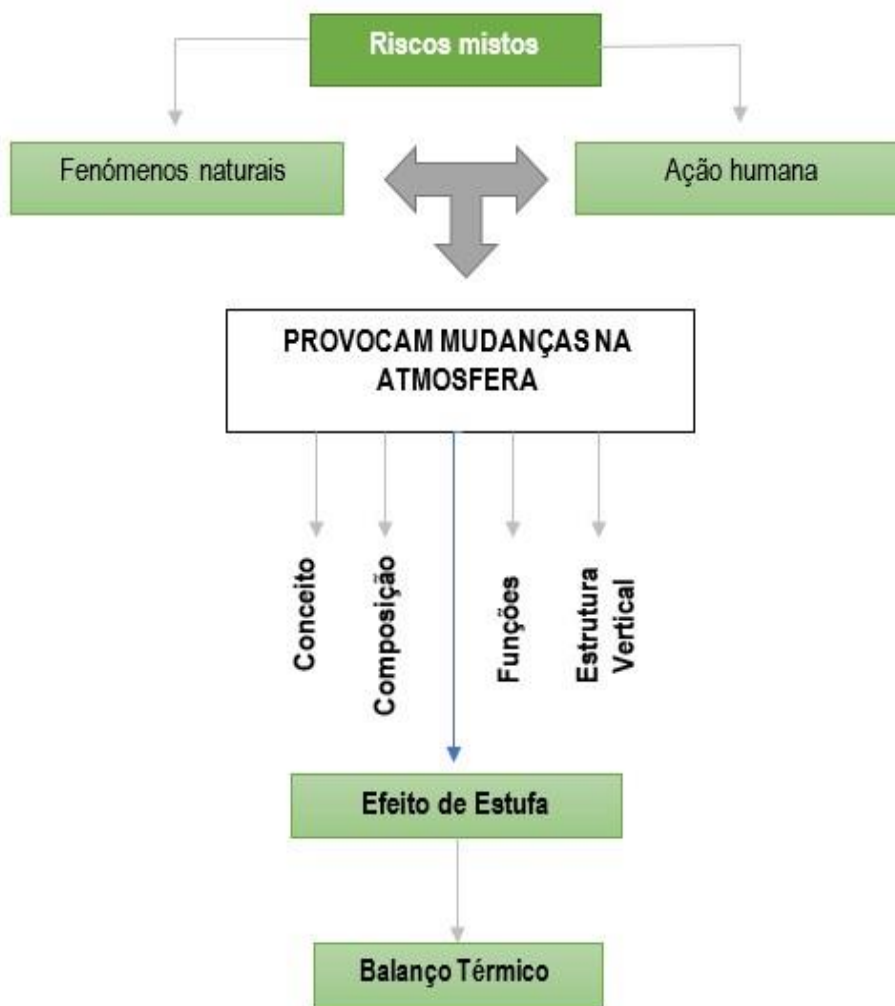 Riscos mistos
Fenómenos naturais
Ação humana
PROVOCAM MUDANÇAS NA
ATMOSFERA
Conceito
Composição
Funções
Estrutura
Vertical
Efeito de Estufa
Balanço Térmico